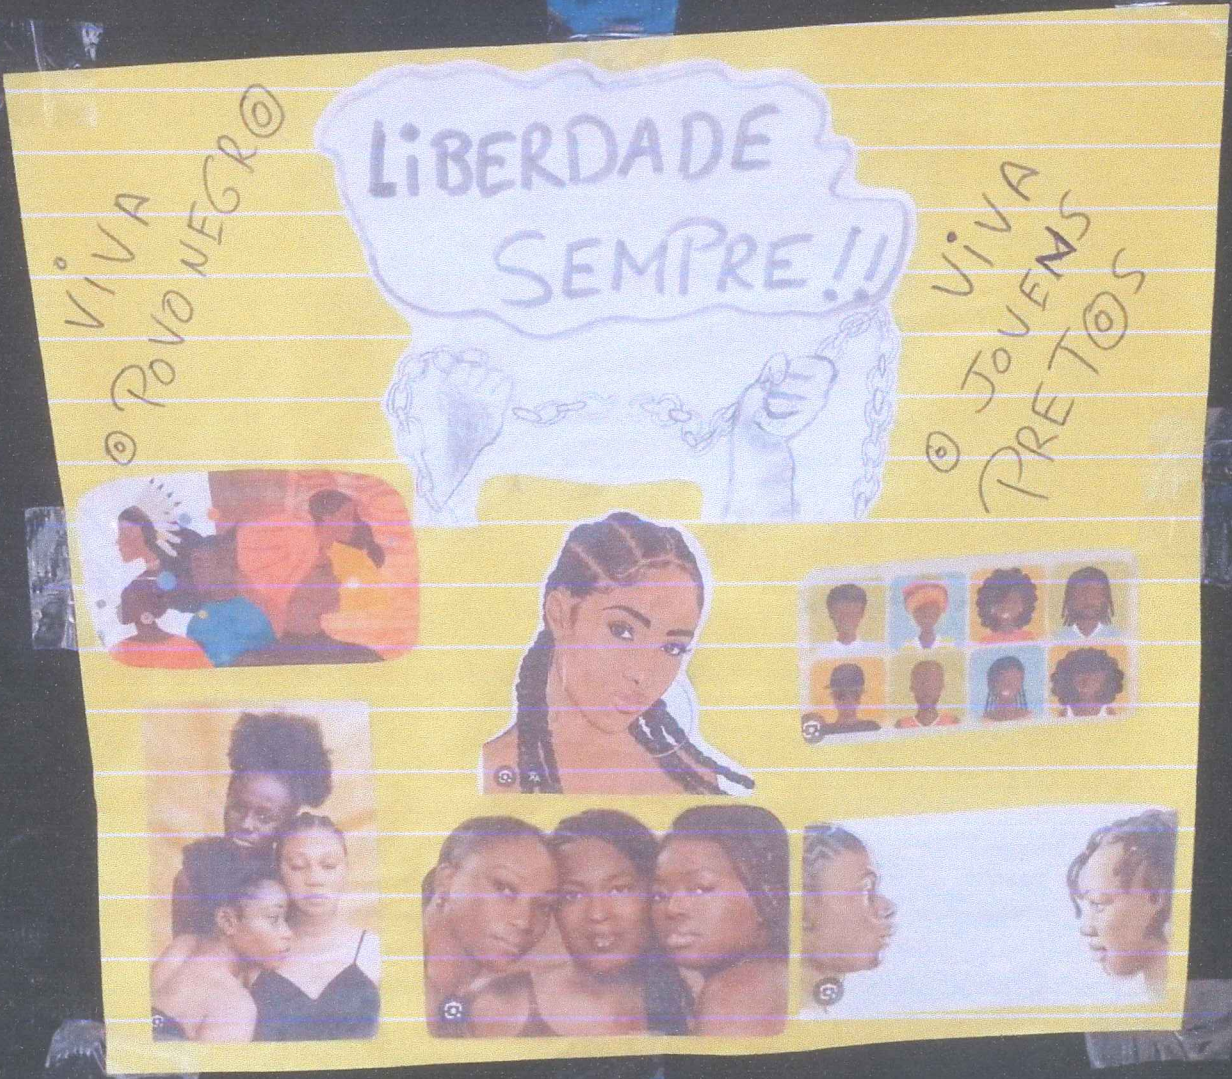 LiBERDADE
SEMPRE!!
ViVA
O POVO NEGRO
ViVA
O JOVENS
PRETOS